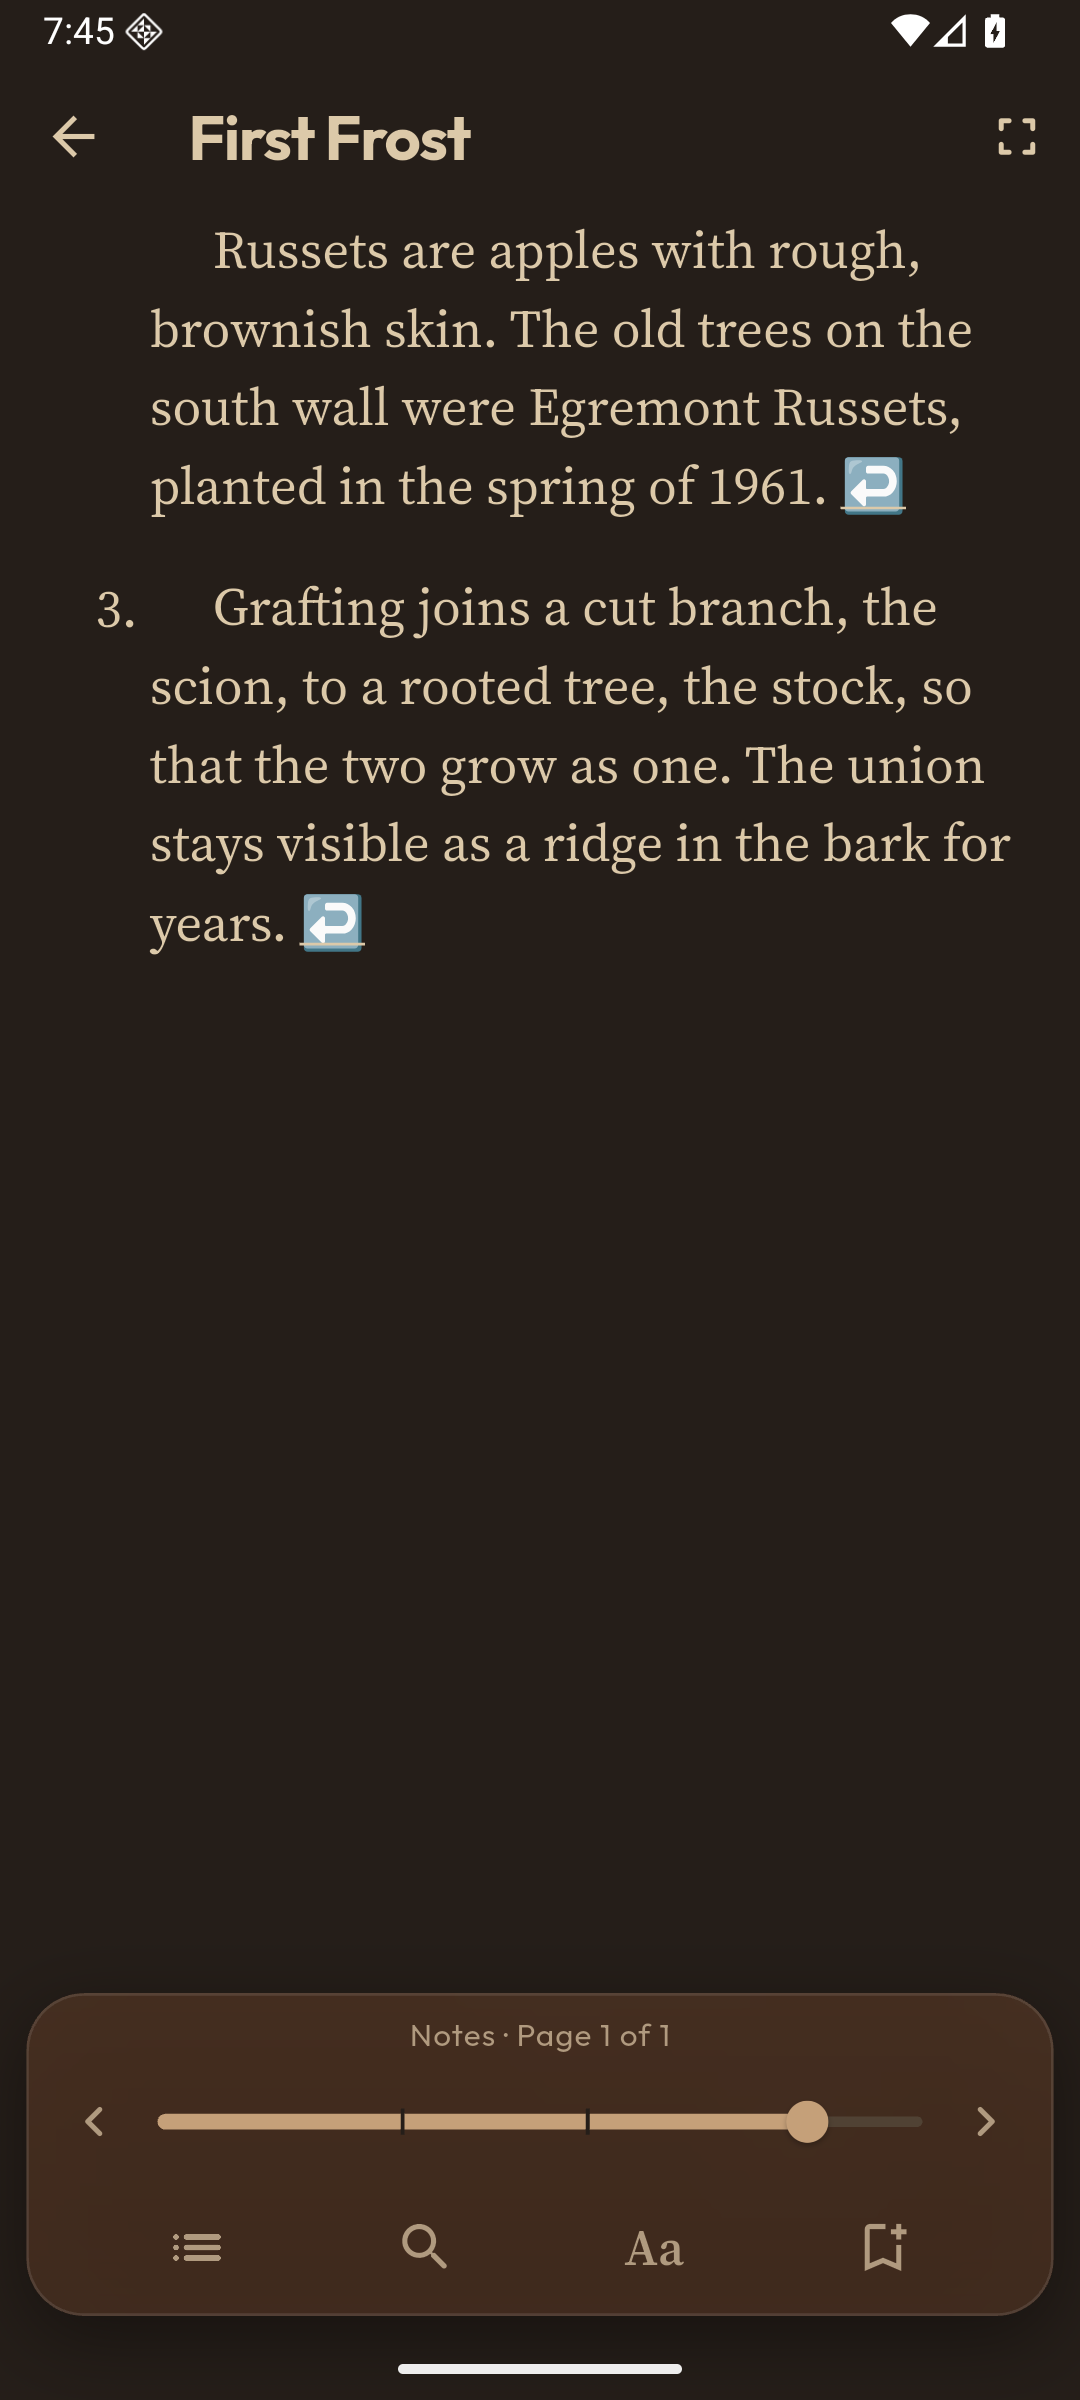 7:45
First Frost
Russets are apples with rough,
brownish skin. The old trees on the
south wall were Egremont Russets,
planted in the spring of 1961. ↩️
3. Grafting joins a cut branch, the
scion, to a rooted tree, the stock, so
that the two grow as one. The union
stays visible as a ridge in the bark for
years. ↩️
Notes · Page 1 of 1
Aa